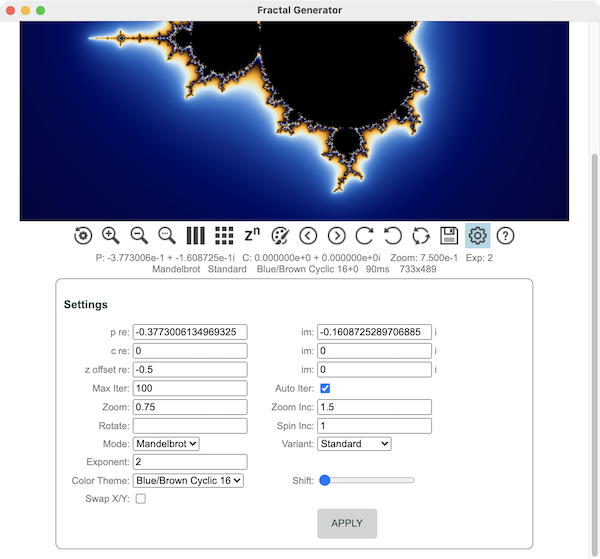 Fractal Generator
zⁿ
P: -3.773006e-1 + -1.608725e-1i C: 0.000000e+0 + 0.000000e+0i Zoom: 7.500e-1 Exp: 2
Mandelbrot Standard Blue/Brown Cyclic 16+0 90ms 733x489
Settings
p re: -0.3773006134969325 im: -0.1608725289706885 i
c re: 0 im: 0 i
z offset re: -0.5 im: 0 i
Max Iter: 100 Auto Iter:
Zoom: 0.75 Zoom Inc: 1.5
Rotate: Spin Inc: 1
Mode: Mandelbrot Variant: Standard
Exponent: 2
Color Theme: Blue/Brown Cyclic 16 Shift:
Swap X/Y:
APPLY